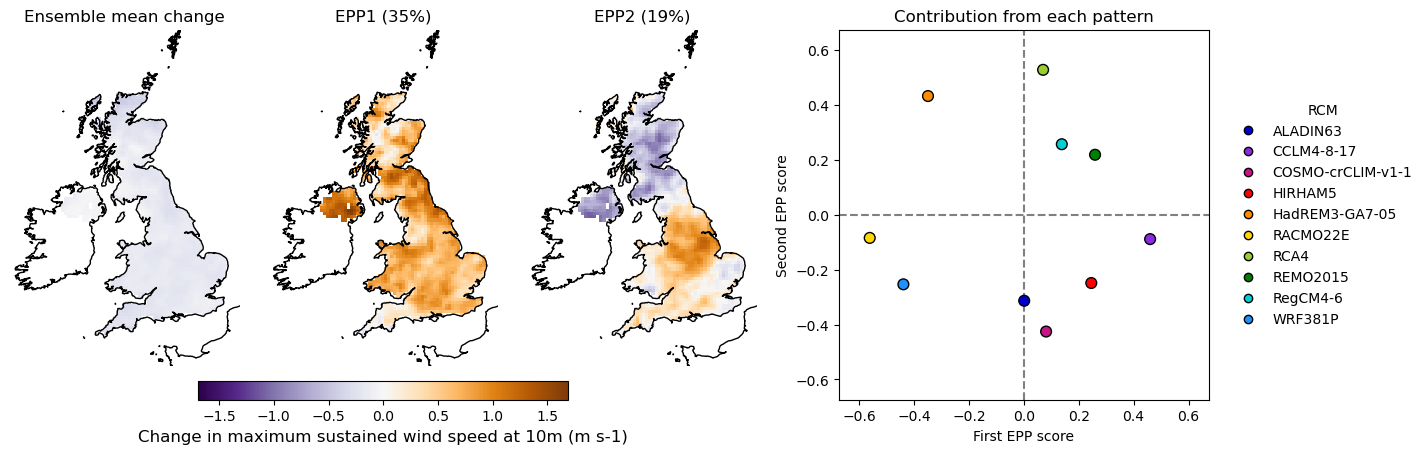 Ensemble mean change
EPP1 (35%)
EPP2 (19%)
Contribution from each pattern
0.6
0.4
0.2
0.0
−0.2
−0.4
−0.6
Second EPP score
−0.6
−0.4
−0.2
0.0
0.2
0.4
0.6
First EPP score
RCM
ALADIN63
CCLM4-8-17
COSMO-crCLIM-v1-1
HIRHAM5
HadREM3-GA7-05
RACMO22E
RCA4
REMO2015
RegCM4-6
WRF381P
−1.5
−1.0
−0.5
0.0
0.5
1.0
1.5
Change in maximum sustained wind speed at 10m (m s-1)